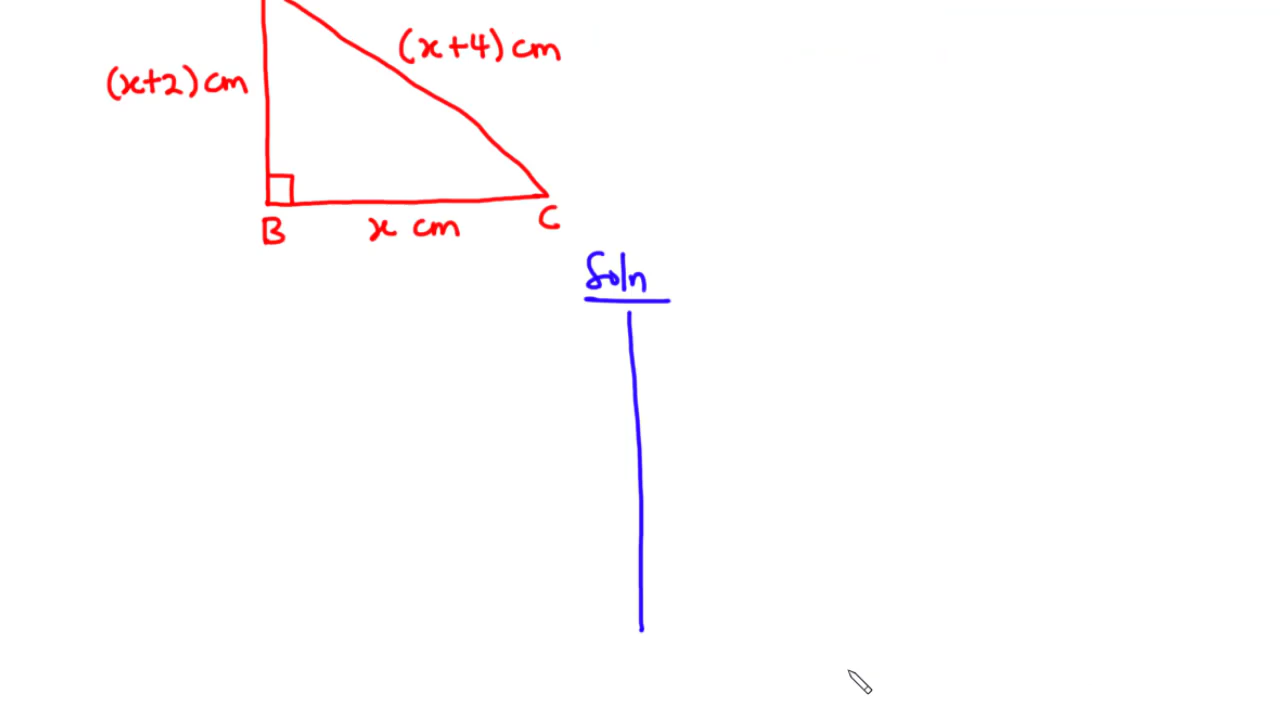 (x+4) cm
(x+2) cm
B
x cm
C
Soln